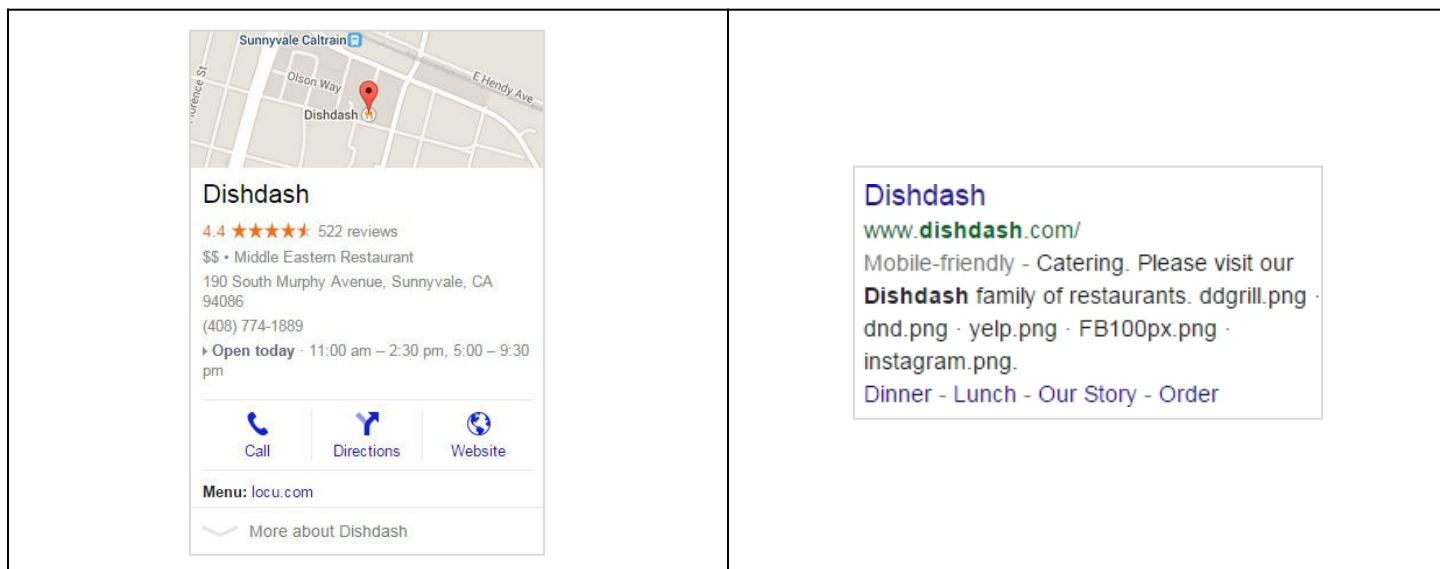 Sunnyvale Caltrain
Olson Way
E Hendy Ave
Dishdash
Dishdash
4.4 522 reviews
$$ • Middle Eastern Restaurant
190 South Murphy Avenue, Sunnyvale, CA
94086
(408) 774-1889
Open today · 11:00 am – 2:30 pm, 5:00 – 9:30
pm
Call
Directions
Website
Menu: locu.com
More about Dishdash
Dishdash
www.dishdash.com/
Mobile-friendly - Catering. Please visit our
Dishdash family of restaurants. ddgrill.png ·
dnd.png · yelp.png · FB100px.png ·
instagram.png.
Dinner - Lunch - Our Story - Order